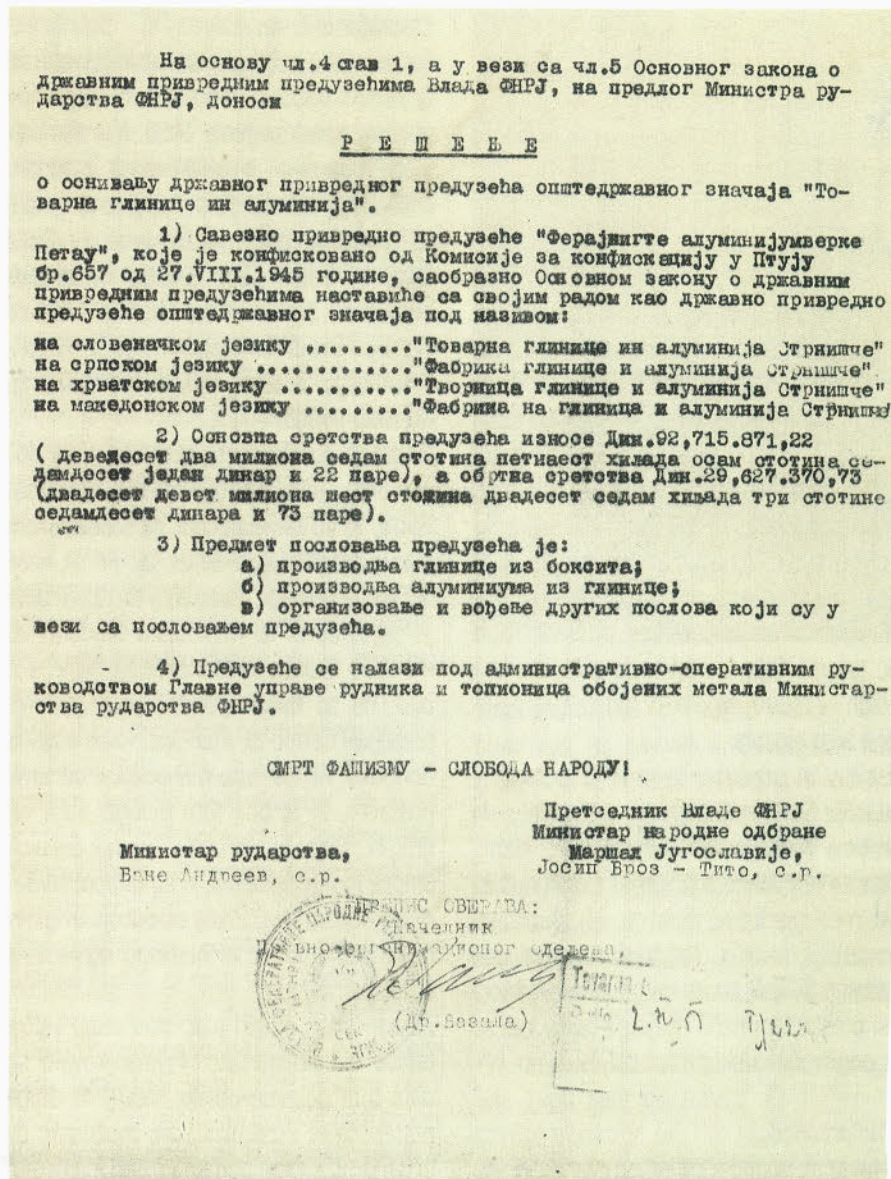 На основу чл.4 став 1, а у вези са чл.5 Основног закона о
државним привредним предузећима Влада ФНРЈ, на предлог Министра ру-
дарства ФНРЈ, доноси
Р Е Ш Е Њ Е
о оснивању државног привредног предузећа општедржавног значаја "То-
варна глинице ин алуминија".
1) Савезно привредно предузеће "Ферајнигте алуминијумверке
Петау", које је конфисковано од Комисије за конфискацију у Птују
бр.657 од 27.VIII.1945 године, саобразно Основном закону о државним
привредним предузећима наставиће са својим радом као државно привредно
предузеће општедржавног значаја под називом:
на словеначком језику ........."Товарна глинице ин алуминија Стрнишче"
на српском језику ............."Фабрика глинице и алуминија Стрнишче"
на хрватском језику ..........."Творница глинице и алуминија Стрнишче"
на македонском језику ........."Фабрика на глиница и алуминија Стрнишче"
2) Основна сретства предузећа износе Дин.92,715.871,22
( деведесет два милиона седам стотина петнаест хиљада осам стотина се-
дамдесет један динар и 22 паре), а обртна сретства Дин.29,627.370,73
(двадесет девет милиона шест стотина двадесет седам хиљада три стотине
седамдесет динара и 73 паре).
3) Предмет пословања предузећа је:
а) производња глинице из боксита;
б) производња алуминиума из глинице;
в) организовање и вођење других послова који су у
вези са пословањем предузећа.
- 4) Предузеће се налази под административно-оперативним ру-
ководством Главне управе рудника и топионица обојених метала Министар-
ства рударства ФНРЈ.
СМРТ ФАШИЗМУ - СЛОБОДА НАРОДУ!
Претседник Владе ФНРЈ
Министар народне одбране
Министар рударства,
Маршал Југославије,
Бане Андреев, с.р.
Јосип Броз - Тито, с.р.
ПРЕПИС ОВЕРАВА:
Начелник
оделења,
Tovarna
(Др.Базала)